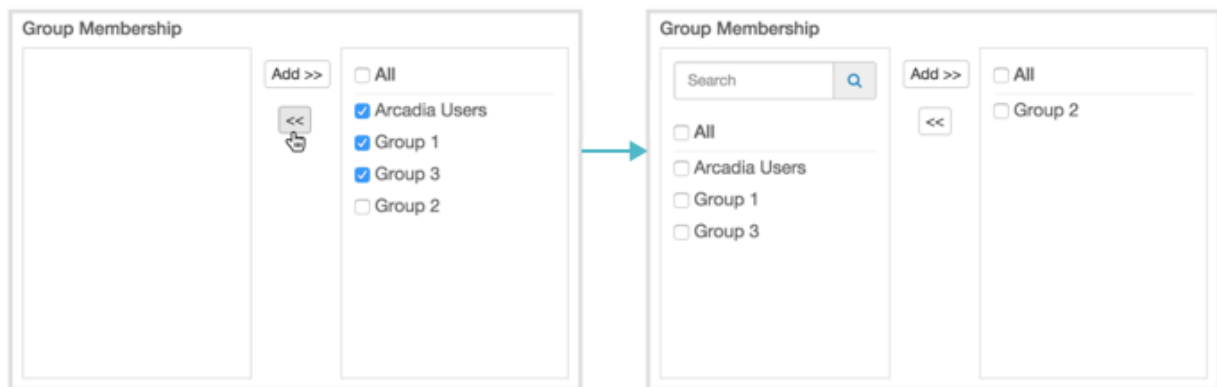 Group Membership
Add >>
<<
All
Arcadia Users
Group 1
Group 3
Group 2
Group Membership
Search
All
Arcadia Users
Group 1
Group 3
Add >>
<<
All
Group 2